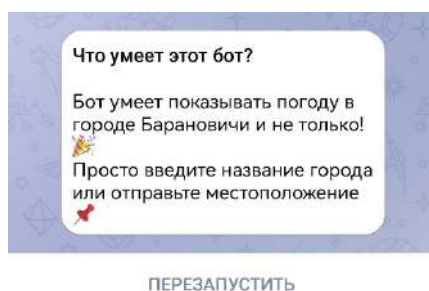 Что умеет этот бот?
Бот умеет показывать погоду в
городе Барановичи и не только!
🎉
Просто введите название города
или отправьте местоположение
📌
ПЕРЕЗАПУСТИТЬ